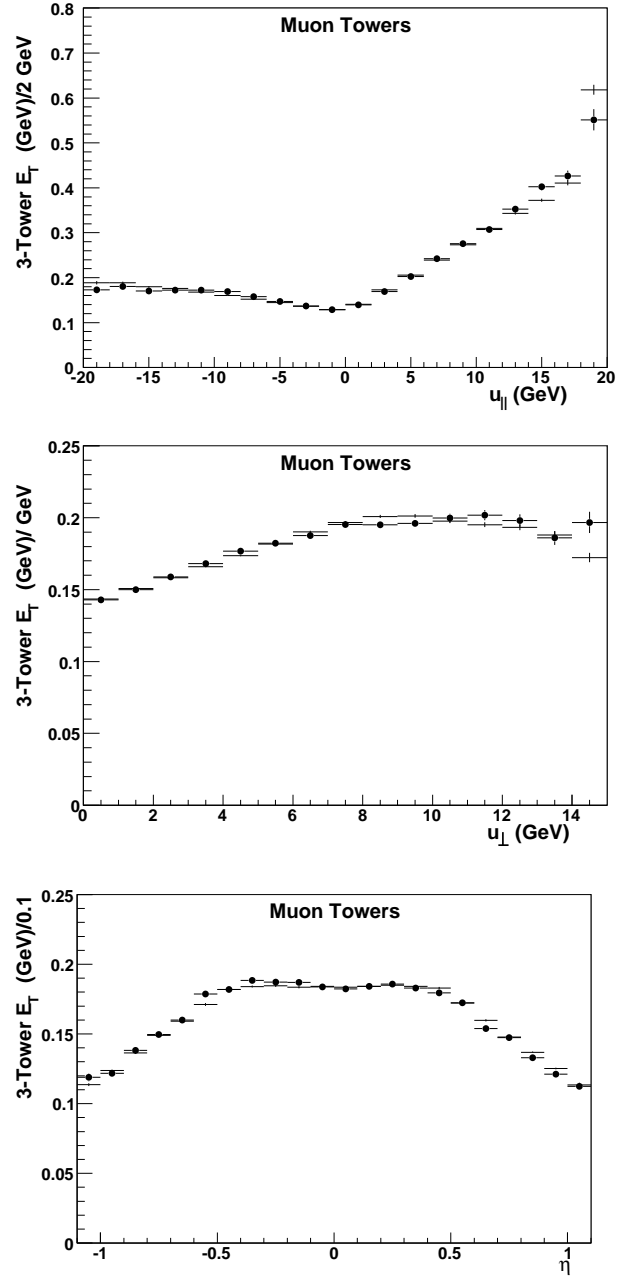 Muon Towers
3-Tower E_T (GeV)/2 GeV
0.8
0.7
0.6
0.5
0.4
0.3
0.2
0.1
0
-20 -15 -10 -5 0 5 10 15 20
u_|| (GeV)
Muon Towers
3-Tower E_T (GeV)/ GeV
0.25
0.2
0.15
0.1
0.05
0
0 2 4 6 8 10 12 14
u_⊥ (GeV)
Muon Towers
3-Tower E_T (GeV)/0.1
0.25
0.2
0.15
0.1
0.05
0
-1 -0.5 0 0.5 1
η